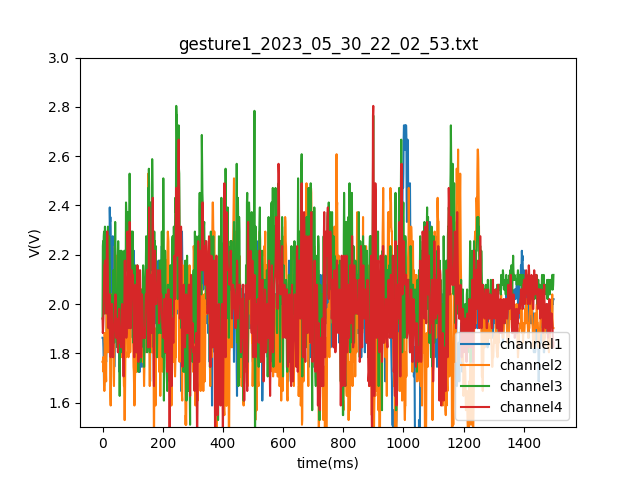 gesture1_2023_05_30_22_02_53.txt
3.0
2.8
2.6
2.4
2.2
2.0
1.8
1.6
V(V)
channel1
channel2
channel3
channel4
0 200 400 600 800 1000 1200 1400
time(ms)